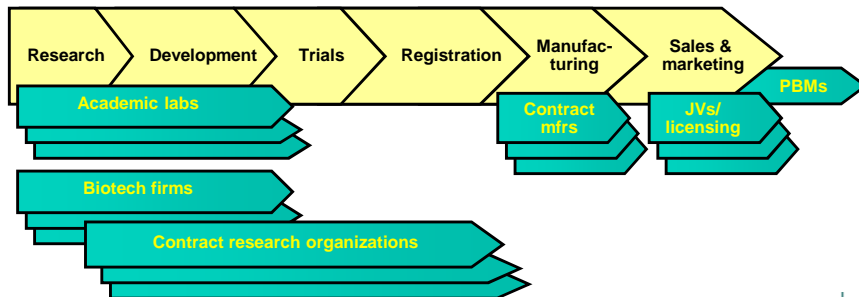 Research
Development
Trials
Registration
Manufac-
turing
Sales &
marketing
PBMs
Academic labs
Contract
mfrs
JVs/
licensing
Biotech firms
Contract research organizations